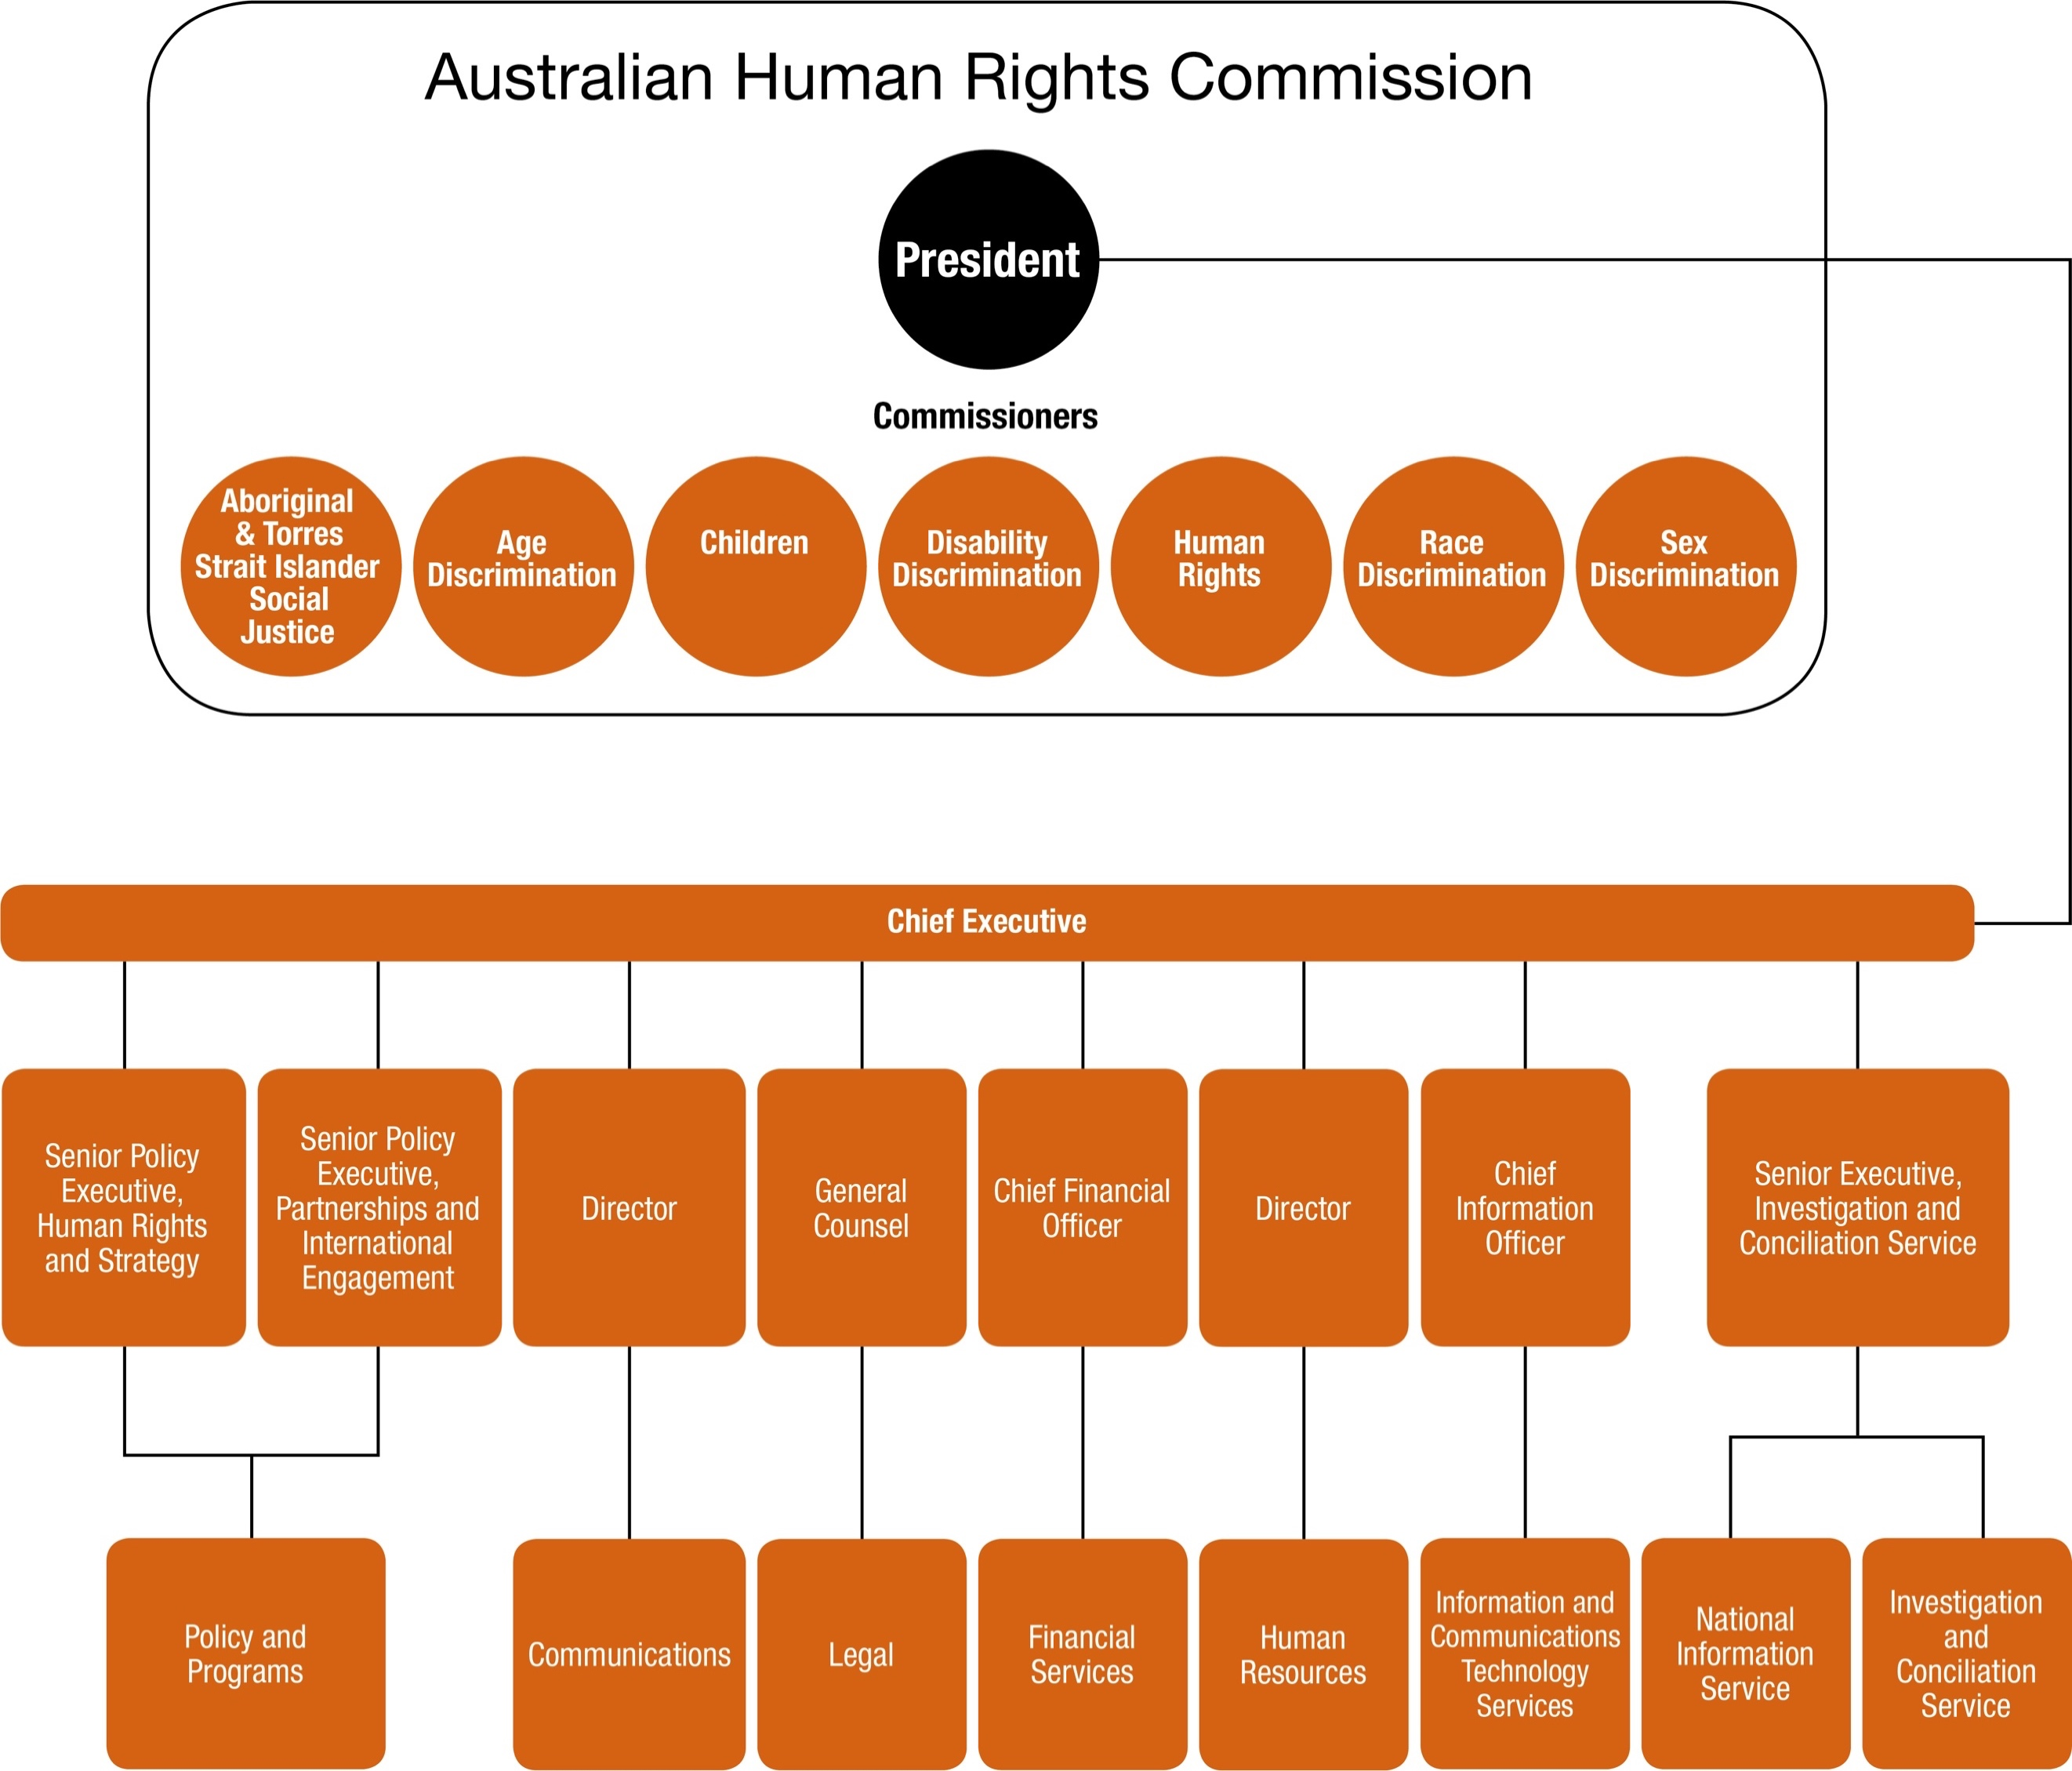 Australian Human Rights Commission
President
Commissioners
Aboriginal
& Torres
Strait Islander
Social
Justice
Age
Discrimination
Children
Disability
Discrimination
Human
Rights
Race
Discrimination
Sex
Discrimination
Chief Executive
Senior Policy
Executive,
Human Rights
and Strategy
Senior Policy
Executive,
Partnerships and
International
Engagement
Director
General
Counsel
Chief Financial
Officer
Director
Chief
Information
Officer
Senior Executive,
Investigation and
Conciliation Service
Policy and
Programs
Communications
Legal
Financial
Services
Human
Resources
Information and
Communications
Technology
Services
National
Information
Service
Investigation
and
Conciliation
Service